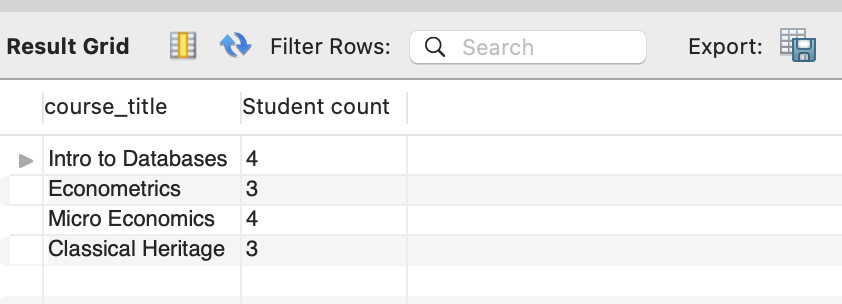 Result Grid Filter Rows: Search Export:
course_title Student count
Intro to Databases 4
Econometrics 3
Micro Economics 4
Classical Heritage 3